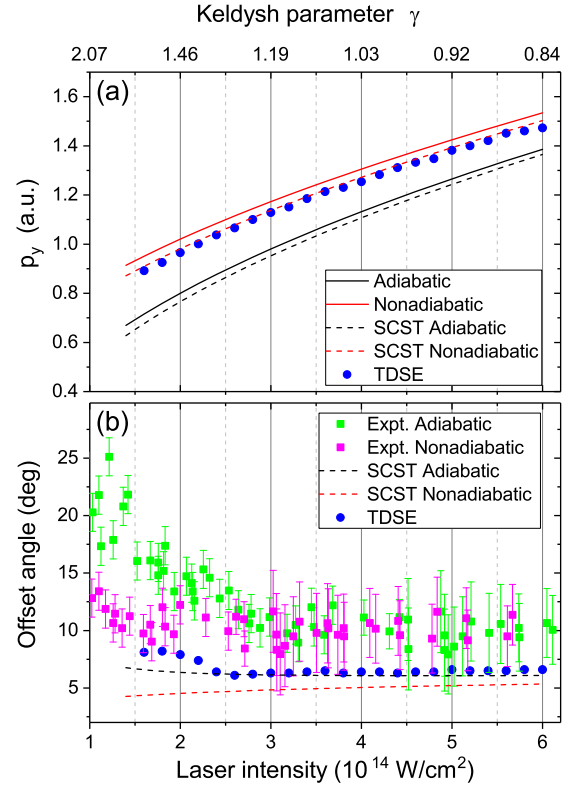 Keldysh parameter γ
2.07 1.46 1.19 1.03 0.92 0.84
(a)
1.6
1.4
1.2
1.0
0.8
0.6
0.4
p_y (a.u.)
Adiabatic
Nonadiabatic
SCST Adiabatic
SCST Nonadiabatic
TDSE
(b)
25
20
15
10
5
0
Offset angle (deg)
Expt. Adiabatic
Expt. Nonadiabatic
SCST Adiabatic
SCST Nonadiabatic
TDSE
1 2 3 4 5 6
Laser intensity (10^14 W/cm^2)